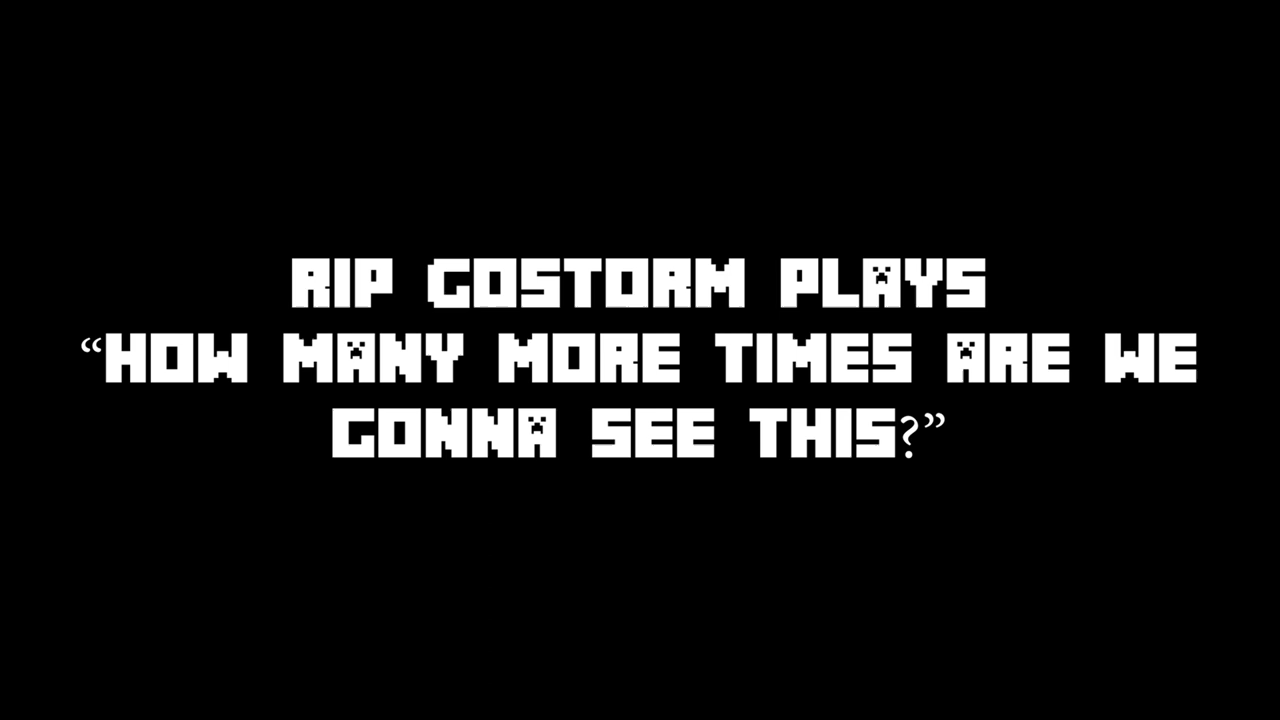 RIP GOSTORM PLAYS
“HOW MANY MORE TIMES ARE WE
GONNA SEE THIS?”